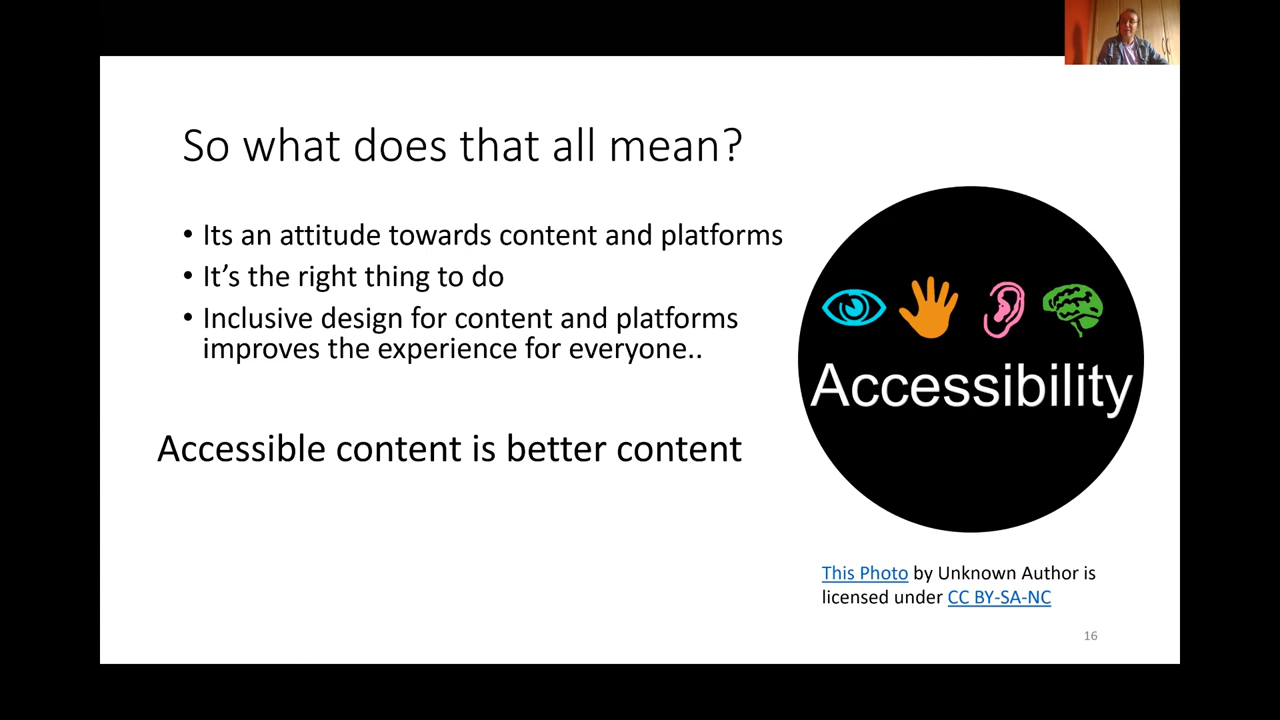 So what does that all mean?
• Its an attitude towards content and platforms
• It’s the right thing to do
• Inclusive design for content and platforms
improves the experience for everyone..
Accessible content is better content
Accessibility
This Photo by Unknown Author is
licensed under CC BY-SA-NC
16